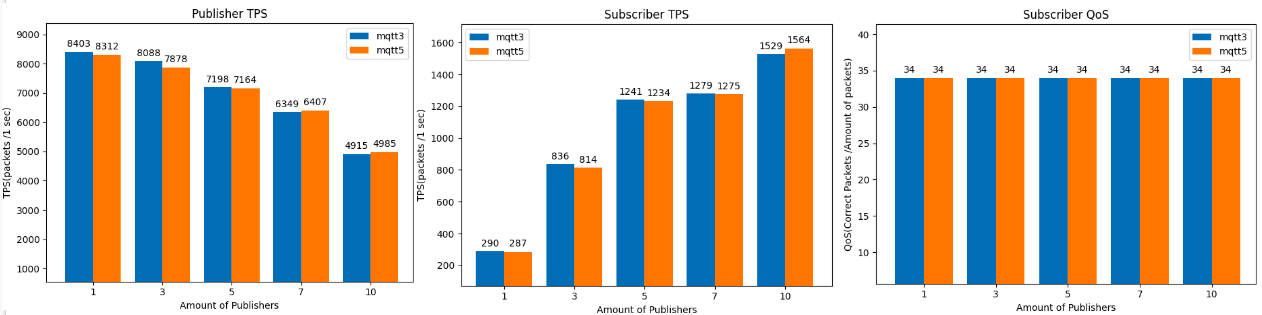 Publisher TPS
TPS(packets /1 sec)
9000
8000
7000
6000
5000
4000
3000
2000
1000
8403 8312
8088 7878
7198 7164
6349 6407
4915 4985
mqtt3
mqtt5
1 3 5 7 10
Amount of Publishers
Subscriber TPS
TPS(packets /1 sec)
1600
1400
1200
1000
800
600
400
200
mqtt3
mqtt5
290 287
836 814
1241 1234
1279 1275
1529 1564
1 3 5 7 10
Amount of Publishers
Subscriber QoS
QoS(Correct Packets /Amount of packets)
40
35
30
25
20
15
10
34 34 34 34 34 34 34 34 34 34
mqtt3
mqtt5
1 3 5 7 10
Amount of Publishers